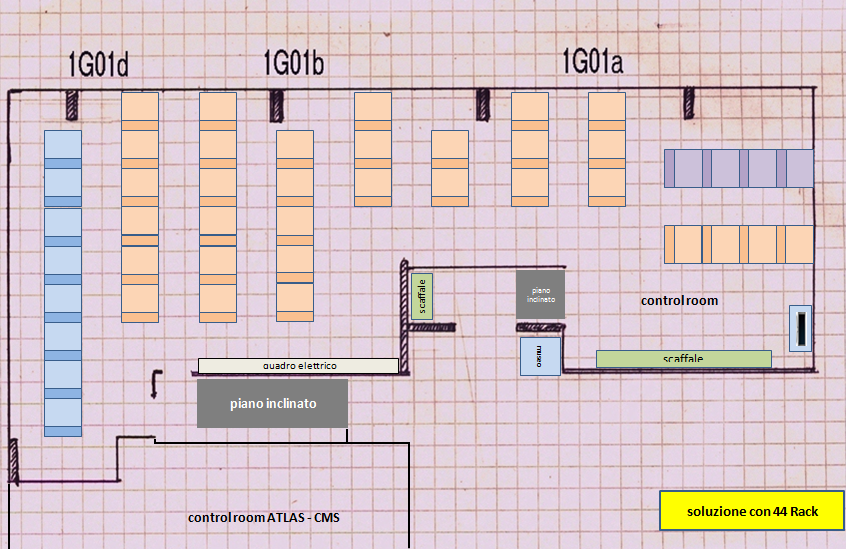 1G01d 1G01b 1G01a
scaffale
piano
inclinato
control room
quadro elettrico
museo
scaffale
piano inclinato
control room ATLAS - CMS
soluzione con 44 Rack